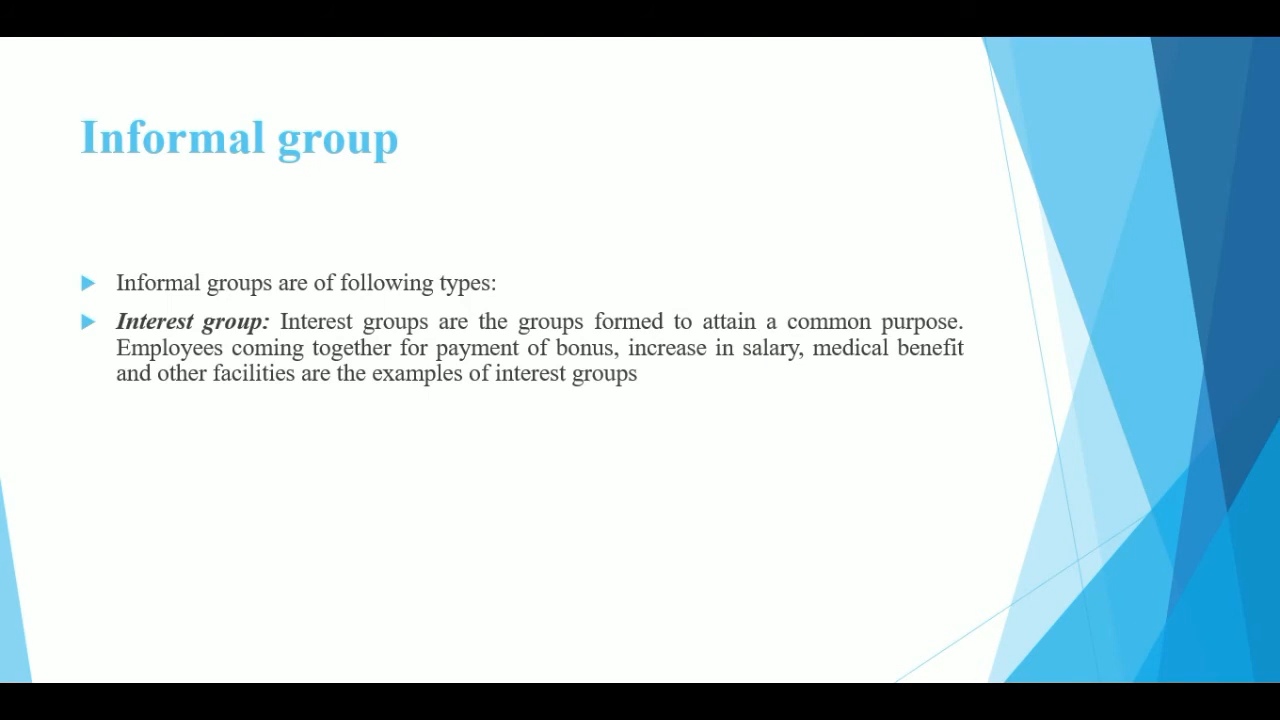 Informal group
Informal groups are of following types:
Interest group: Interest groups are the groups formed to attain a common purpose.
Employees coming together for payment of bonus, increase in salary, medical benefit
and other facilities are the examples of interest groups